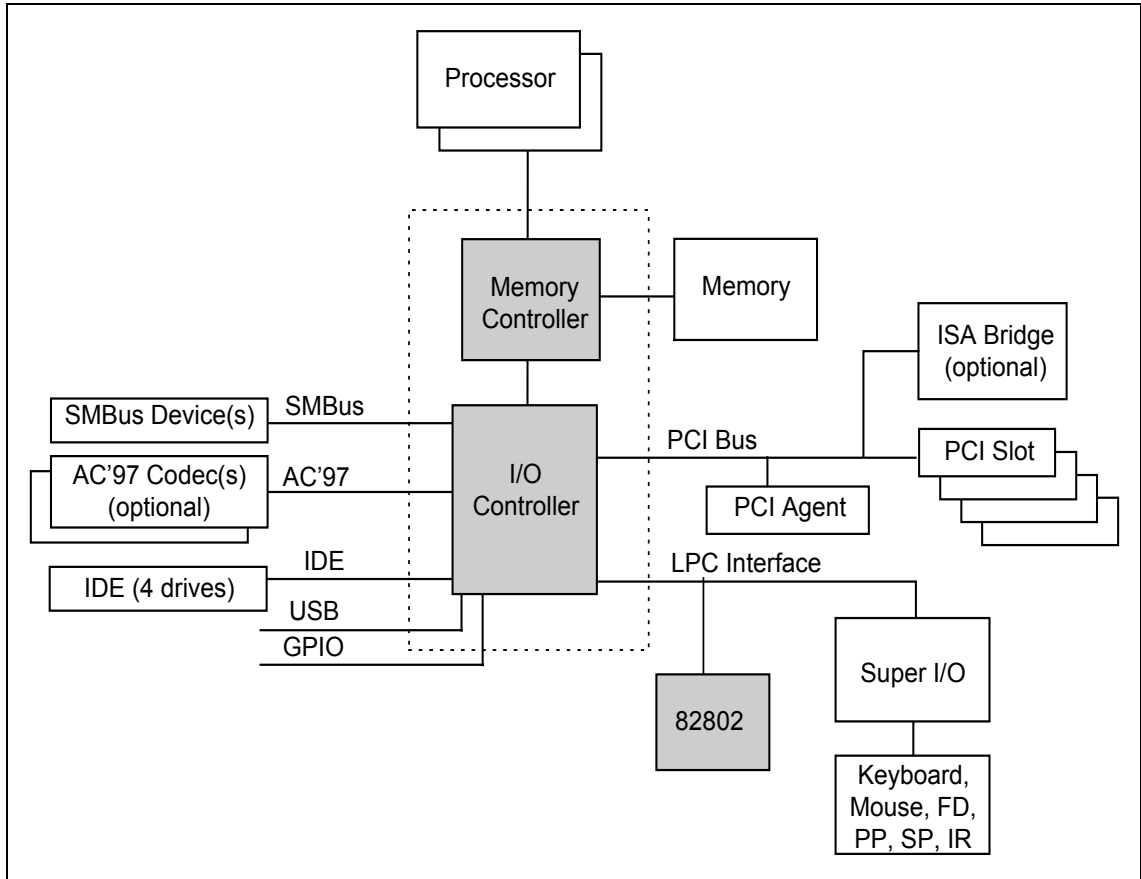 Processor
Memory
Controller
Memory
ISA Bridge
(optional)
SMBus Device(s)
SMBus
PCI Bus
PCI Slot
AC'97 Codec(s)
(optional)
AC'97
I/O
Controller
PCI Agent
IDE
IDE (4 drives)
LPC Interface
USB
GPIO
Super I/O
82802
Keyboard,
Mouse, FD,
PP, SP, IR